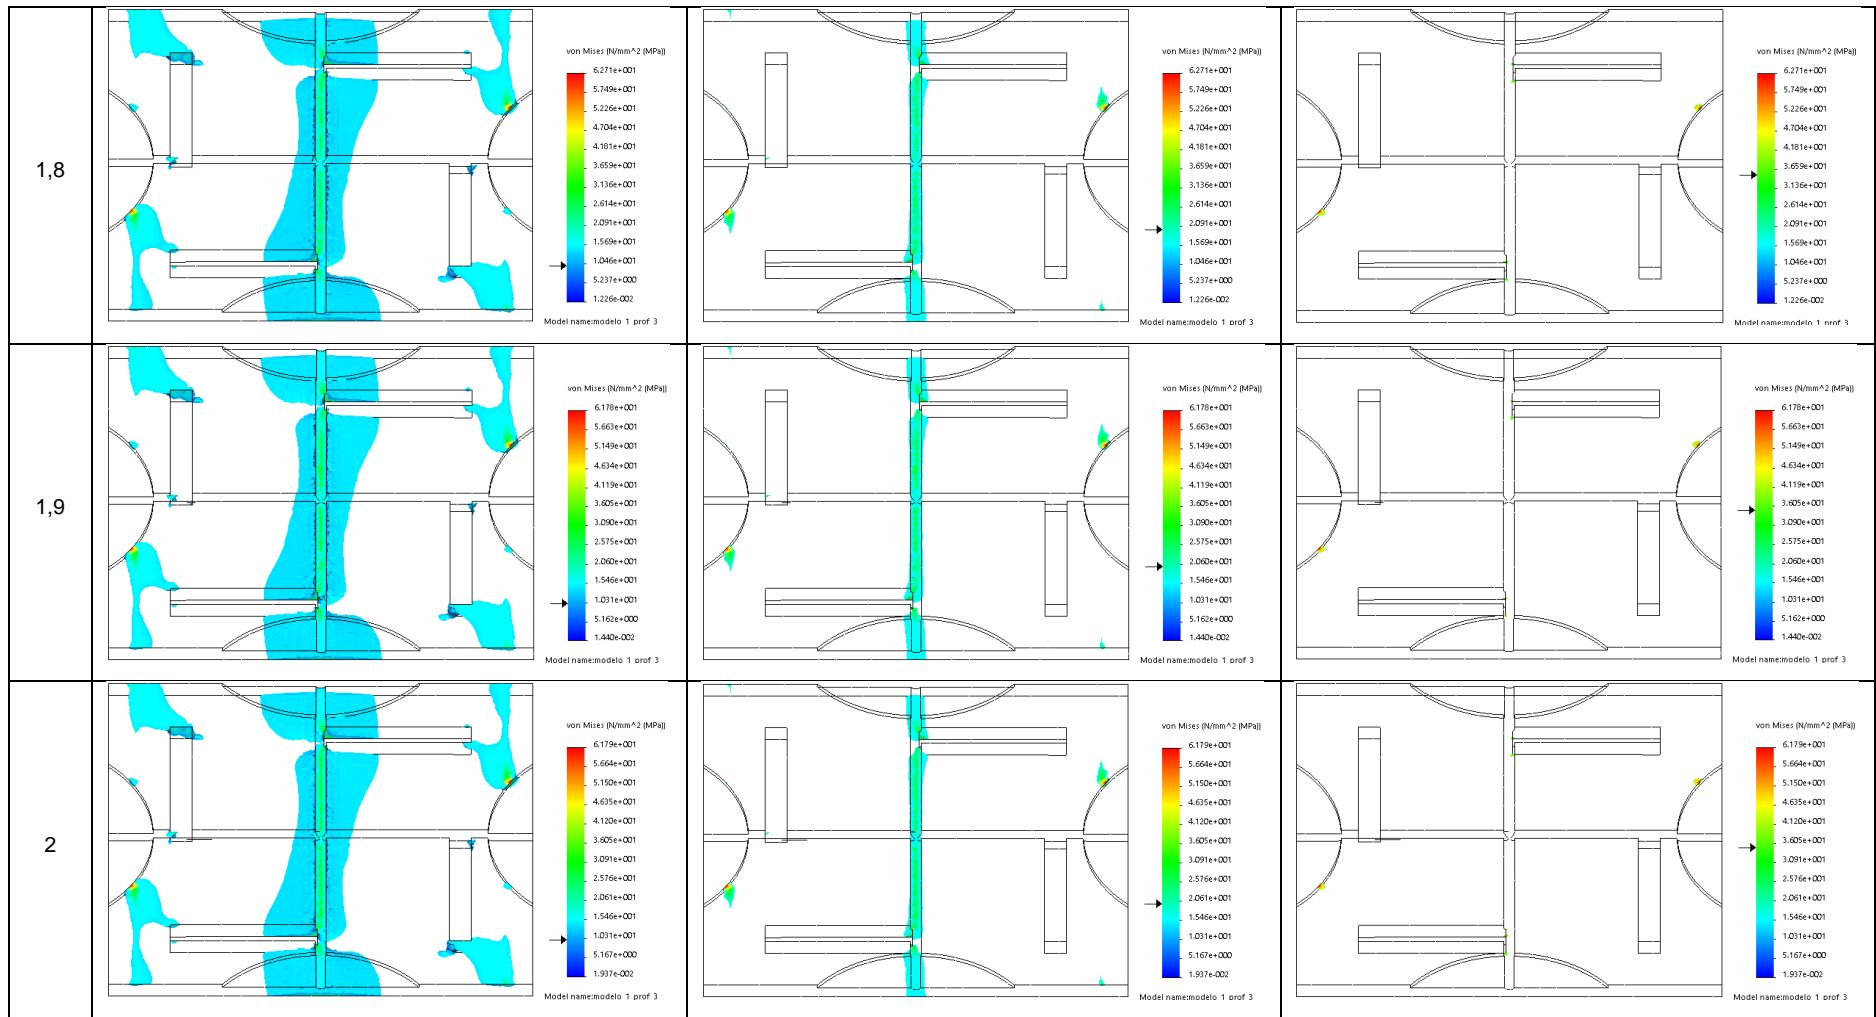 1,8
von Mises (N/mm^2 (MPa))
6.271e+001
5.749e+001
5.226e+001
4.704e+001
4.181e+001
3.659e+001
3.136e+001
2.614e+001
2.091e+001
1.569e+001
1.046e+001
5.237e+000
1.226e-002
Model name:modelo 1 prof 3
von Mises (N/mm^2 (MPa))
6.271e+001
5.749e+001
5.226e+001
4.704e+001
4.181e+001
3.659e+001
3.136e+001
2.614e+001
2.091e+001
1.569e+001
1.046e+001
5.237e+000
1.226e-002
Model name:modelo 1 prof 3
von Mises (N/mm^2 (MPa))
6.271e+001
5.749e+001
5.226e+001
4.704e+001
4.181e+001
3.659e+001
3.136e+001
2.614e+001
2.091e+001
1.569e+001
1.046e+001
5.237e+000
1.226e-002
Model name:modelo 1 prof 3
1,9
von Mises (N/mm^2 (MPa))
6.178e+001
5.663e+001
5.149e+001
4.634e+001
4.119e+001
3.605e+001
3.090e+001
2.575e+001
2.060e+001
1.546e+001
1.031e+001
5.162e+000
1.440e-002
Model name:modelo 1 prof 3
von Mises (N/mm^2 (MPa))
6.178e+001
5.663e+001
5.149e+001
4.634e+001
4.119e+001
3.605e+001
3.090e+001
2.575e+001
2.060e+001
1.546e+001
1.031e+001
5.162e+000
1.440e-002
Model name:modelo 1 prof 3
von Mises (N/mm^2 (MPa))
6.178e+001
5.663e+001
5.149e+001
4.634e+001
4.119e+001
3.605e+001
3.090e+001
2.575e+001
2.060e+001
1.546e+001
1.031e+001
5.162e+000
1.440e-002
Model name:modelo 1 prof 3
2
von Mises (N/mm^2 (MPa))
6.179e+001
5.664e+001
5.150e+001
4.635e+001
4.120e+001
3.605e+001
3.091e+001
2.576e+001
2.061e+001
1.546e+001
1.031e+001
5.167e+000
1.937e-002
Model name:modelo 1 prof 3
von Mises (N/mm^2 (MPa))
6.179e+001
5.664e+001
5.150e+001
4.635e+001
4.120e+001
3.605e+001
3.091e+001
2.576e+001
2.061e+001
1.546e+001
1.031e+001
5.167e+000
1.937e-002
Model name:modelo 1 prof 3
von Mises (N/mm^2 (MPa))
6.179e+001
5.664e+001
5.150e+001
4.635e+001
4.120e+001
3.605e+001
3.091e+001
2.576e+001
2.061e+001
1.546e+001
1.031e+001
5.167e+000
1.937e-002
Model name:modelo 1 prof 3